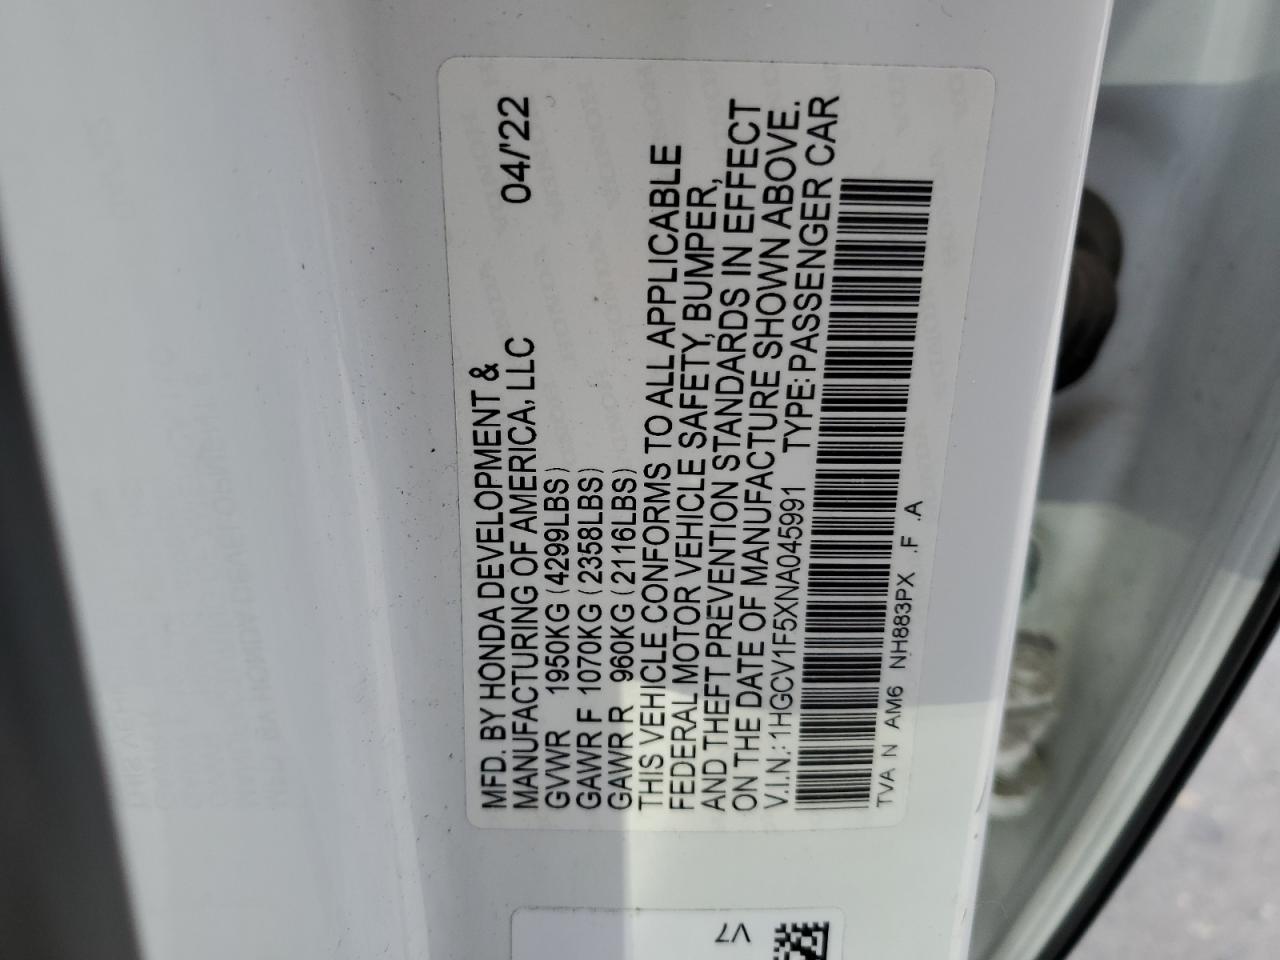 MFD. BY HONDA DEVELOPMENT &
MANUFACTURING OF AMERICA, LLC 04/'22
GVWR 1950KG (4299LBS)
GAWR F 1070KG (2358LBS)
GAWR R 960KG (2116LBS)
THIS VEHICLE CONFORMS TO ALL APPLICABLE
FEDERAL MOTOR VEHICLE SAFETY, BUMPER,
AND THEFT PREVENTION STANDARDS IN EFFECT
ON THE DATE OF MANUFACTURE SHOWN ABOVE.
V.I.N.: 1HGCV1F5XNA045991 TYPE: PASSENGER CAR
TVA N AM6 NH883PX .F .A
V7